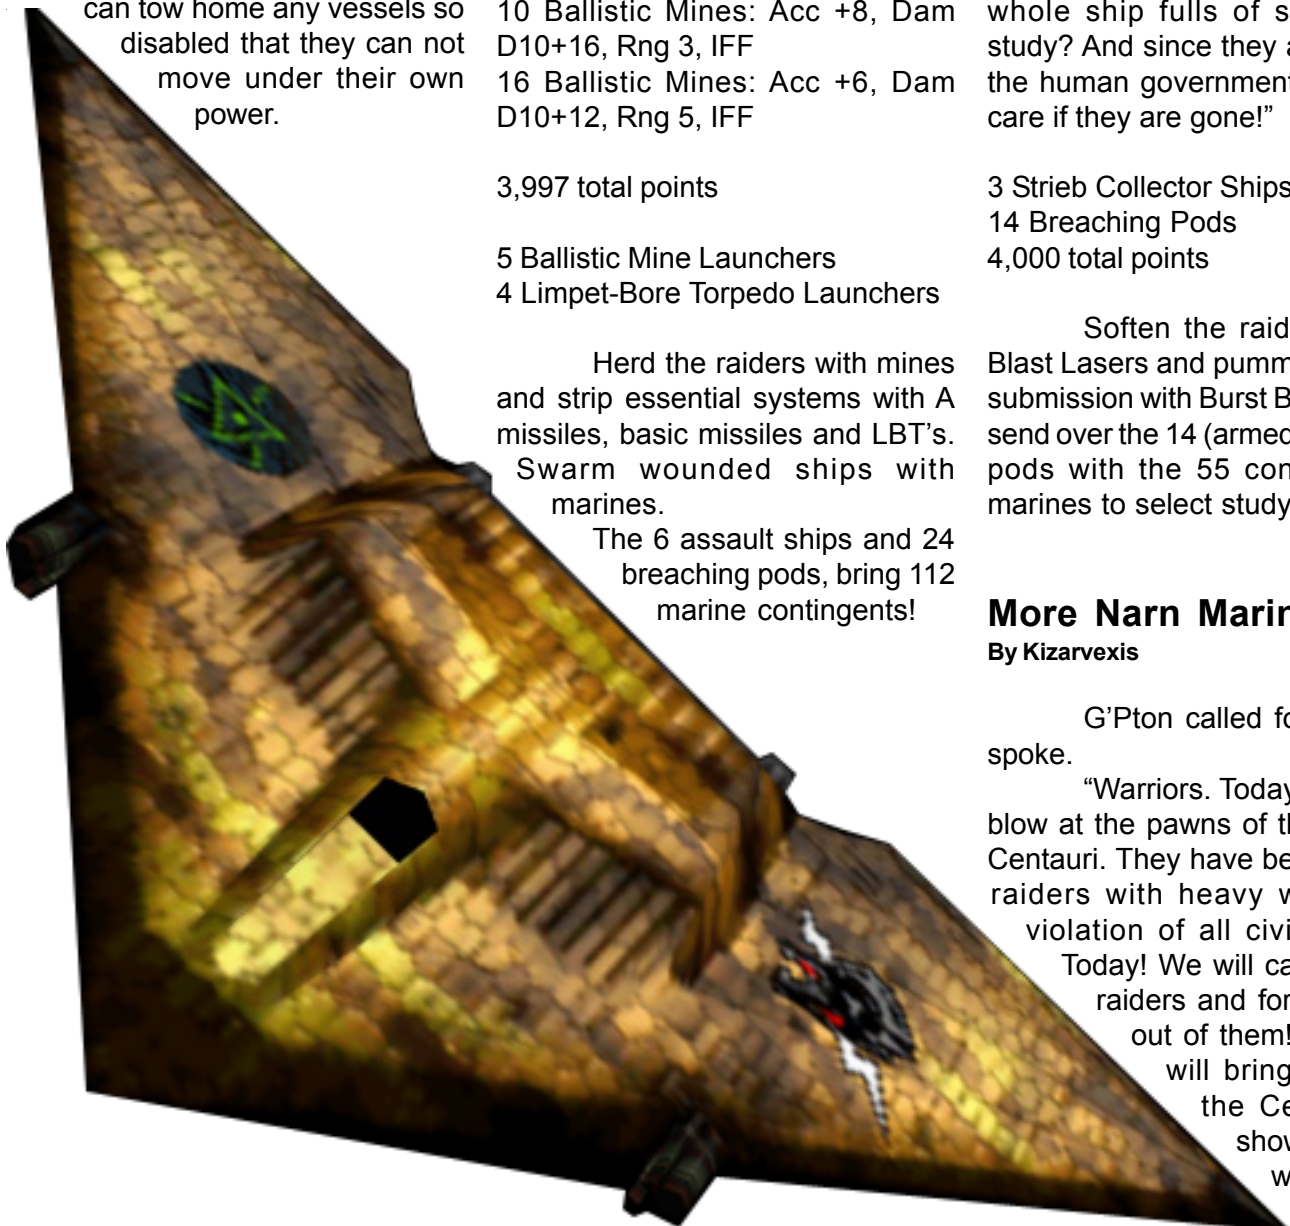 can tow home any vessels so
disabled that they can not
move under their own
power.
10 Ballistic Mines: Acc +8, Dam
D10+16, Rng 3, IFF
16 Ballistic Mines: Acc +6, Dam
D10+12, Rng 5, IFF
3,997 total points
5 Ballistic Mine Launchers
4 Limpet-Bore Torpedo Launchers
Herd the raiders with mines
and strip essential systems with A
missiles, basic missiles and LBT's.
Swarm wounded ships with
marines.
The 6 assault ships and 24
breaching pods, bring 112
marine contingents!
whole ship fulls of s
study? And since they a
the human government
care if they are gone!”
3 Strieb Collector Ships
14 Breaching Pods
4,000 total points
Soften the raid
Blast Lasers and pumm
submission with Burst B
send over the 14 (armed
pods with the 55 con
marines to select study
More Narn Marin
By Kizarvexis
G’Pton called fo
spoke.
“Warriors. Today
blow at the pawns of th
Centauri. They have be
raiders with heavy w
violation of all civi
Today! We will ca
raiders and for
out of them!
will bring
the Ce
show
w